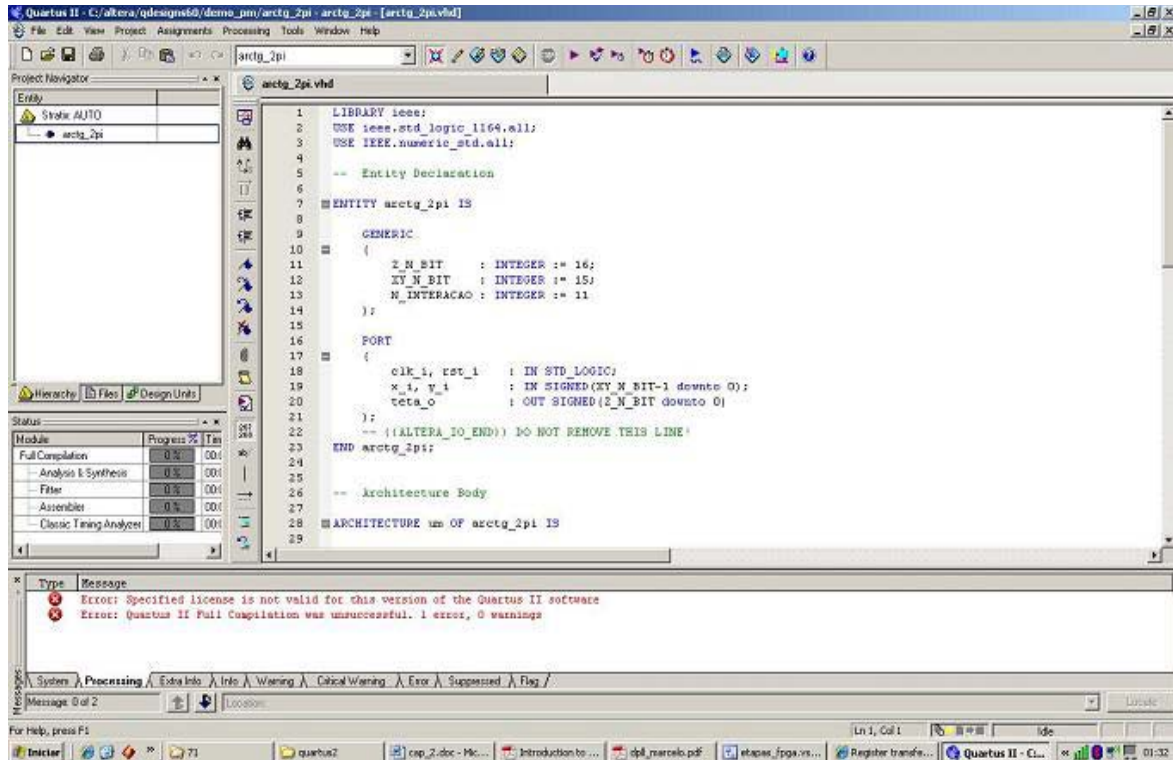 Quartus II - C:/altera/qdesigns60/demo_pm/arctg_2pi - arctg_2pi - [arctg_2pi.vhd]
File Edit View Project Assignments Processing Tools Window Help
arctg_2pi
Project Navigator
arctg_2pi.vhd
Entity
Stratix: AUTO
arctg_2pi
1 LIBRARY ieee;
2 USE ieee.std_logic_1164.all;
3 USE IEEE.numeric_std.all;
4
5 -- Entity Declaration
6
7 ENTITY arctg_2pi IS
8
9 GENERIC
10 (
11 Z_N_BIT : INTEGER := 16;
12 XY_N_BIT : INTEGER := 15;
13 N_INTERACAO : INTEGER := 11
14 );
15
16 PORT
17 (
18 clk_i, rst_i : IN STD_LOGIC;
19 x_i, y_i : IN SIGNED(XY_N_BIT-1 downto 0);
20 teta_o : OUT SIGNED(Z_N_BIT downto 0)
21 );
22 -- {{ALTERA_IO_END}} DO NOT REMOVE THIS LINE!
23 END arctg_2pi;
24
25
26 -- Architecture Body
27
28 ARCHITECTURE um OF arctg_2pi IS
29
Hierarchy Files Design Units
Status
Module Progress % Tim
Full Compilation 0 % 00:(
Analysis & Synthesis 0 % 00:(
Fitter 0 % 00:(
Assembler 0 % 00:(
Classic Timing Analyzer 0 % 00:(
Type Message
Error: Specified license is not valid for this version of the Quartus II software
Error: Quartus II Full Compilation was unsuccessful. 1 error, 0 warnings
System Processing Extra Info Info Warning Critical Warning Error Suppressed Flag
Messages
Message: 0 of 2 Location: Locate
For Help, press F1 Ln 1, Col 1 Idle
Iniciar » 71 quartus2 cap_2.doc - Mic... Introduction to ... dpll_marcelo.pdf etapas_fpga.vs... Register transfe... Quartus II - C:... « 01:32